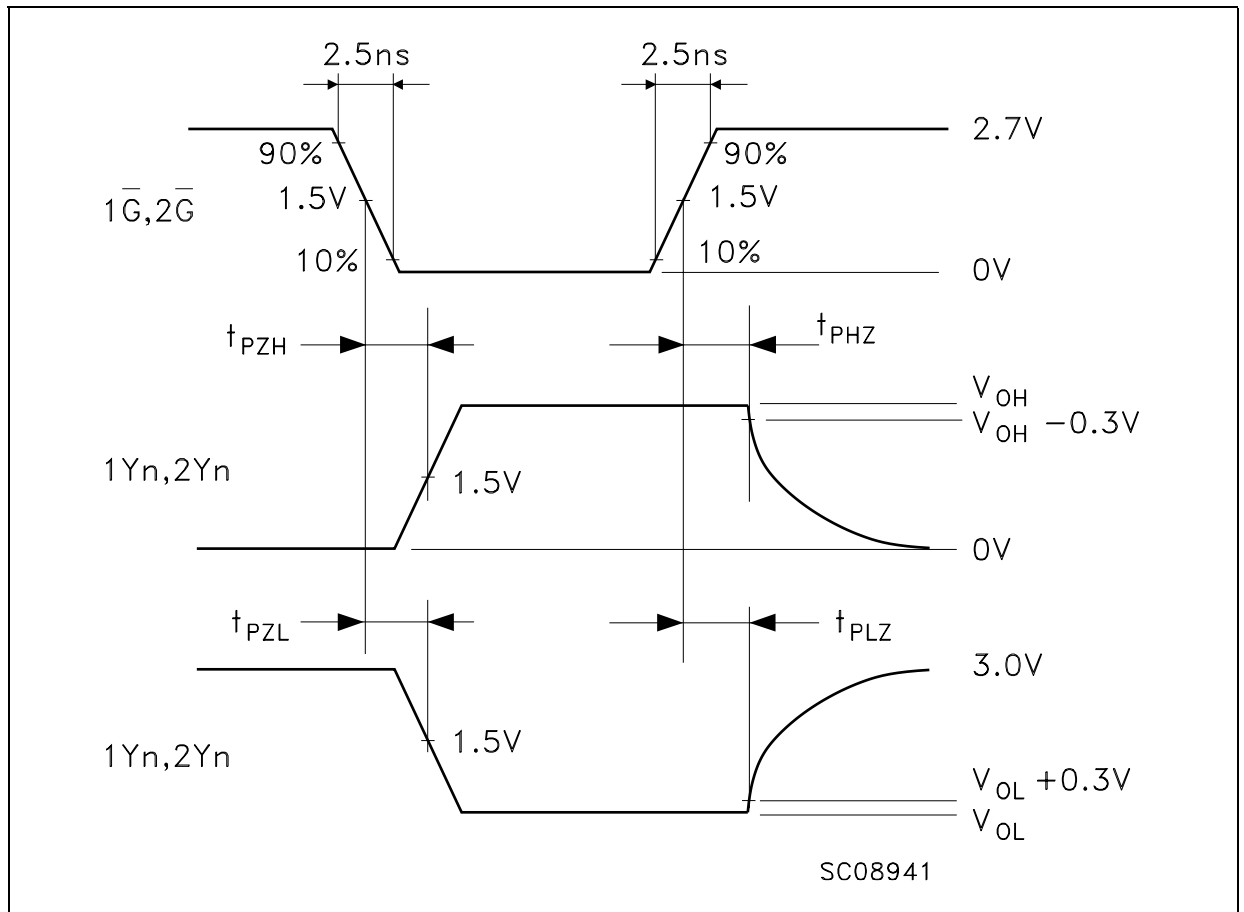 2.5ns 2.5ns
2.7V
90% 90%
1G̅,2G̅ 1.5V 1.5V
10% 10%
0V
tPZH tPHZ
VOH
VOH −0.3V
1Yn,2Yn 1.5V
0V
tPZL tPLZ
3.0V
1Yn,2Yn 1.5V
VOL +0.3V
VOL
SC08941